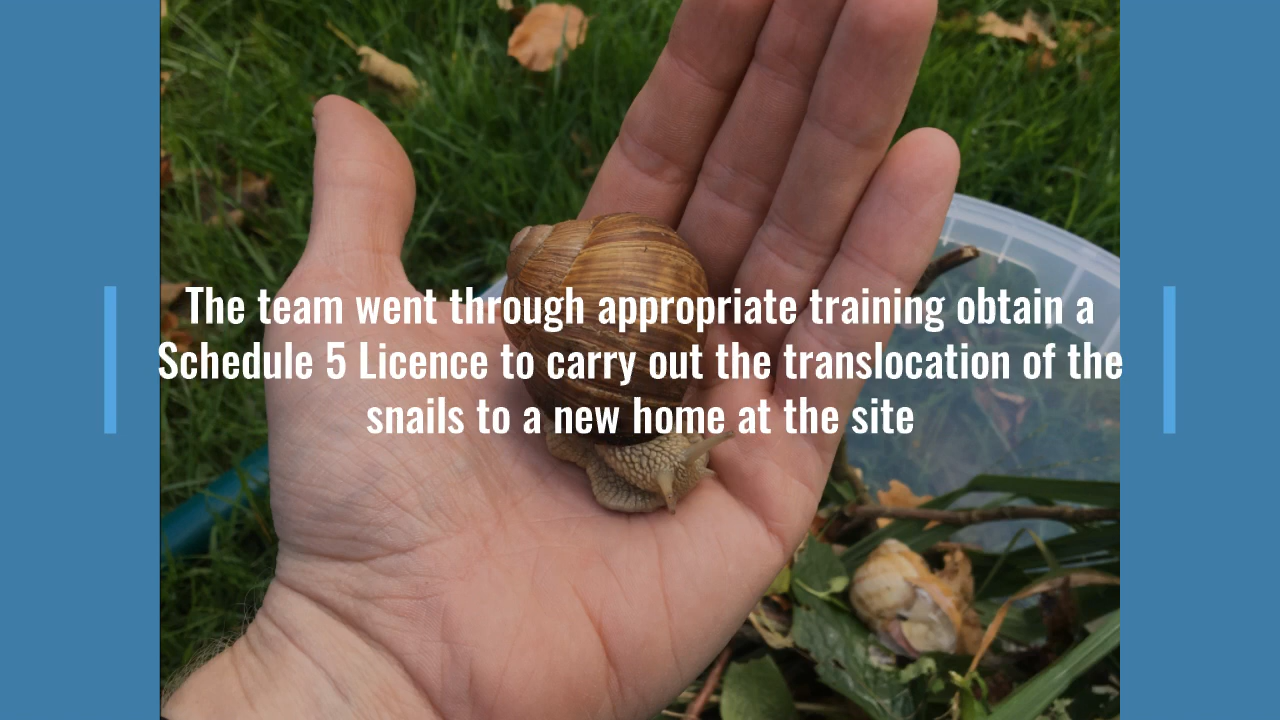 The team went through appropriate training obtain a
Schedule 5 Licence to carry out the translocation of the
snails to a new home at the site